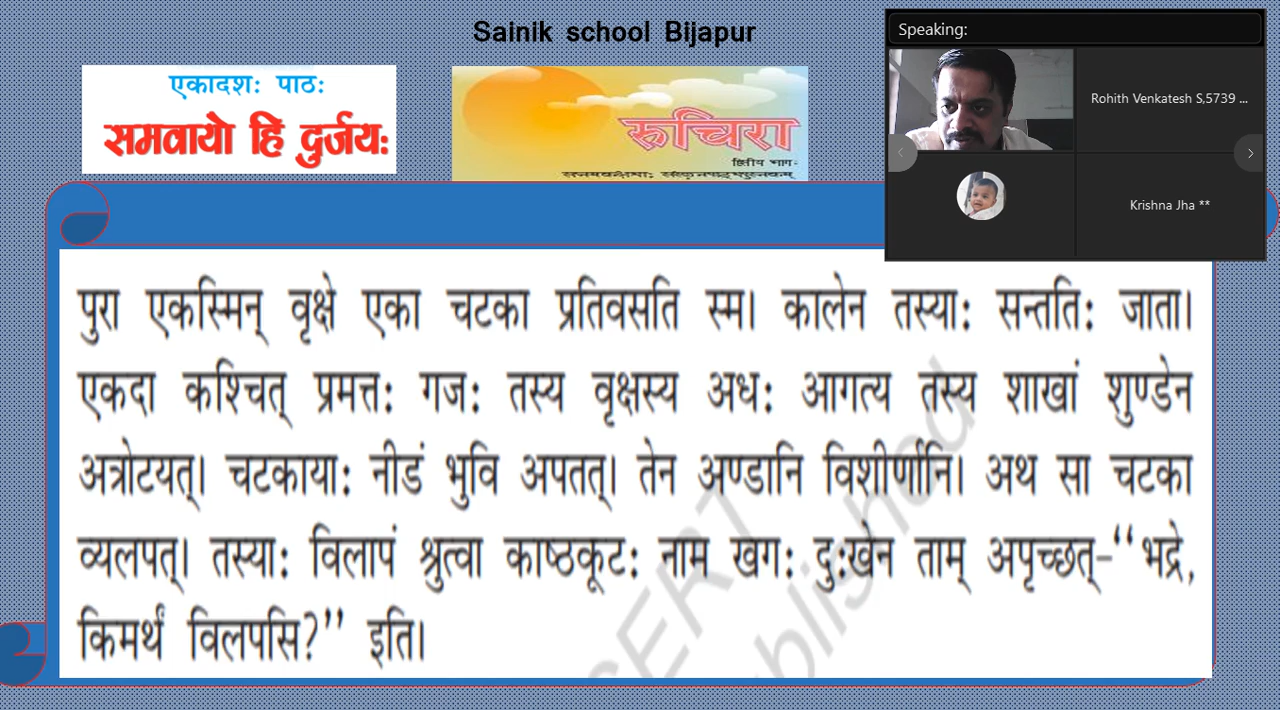 Sainik school Bijapur
Speaking:
एकादशः पाठः
समवायो हि दुर्जयः
रुचिरा
द्वितीय भागः
Rohith Venkatesh S,5739 ...
Krishna Jha **
पुरा एकस्मिन् वृक्षे एका चटका प्रतिवसति स्म। कालेन तस्याः सन्ततिः जाता।
एकदा कश्चित् प्रमत्तः गजः तस्य वृक्षस्य अधः आगत्य तस्य शाखां शुण्डेन
अत्रोटयत्। चटकायाः नीडं भुवि अपतत्। तेन अण्डानि विशीर्णानि। अथ सा चटका
व्यलपत्। तस्याः विलापं श्रुत्वा काष्ठकूटः नाम खगः दुःखेन ताम् अपृच्छत्-‘‘भद्रे,
किमर्थं विलपसि?’’ इति।